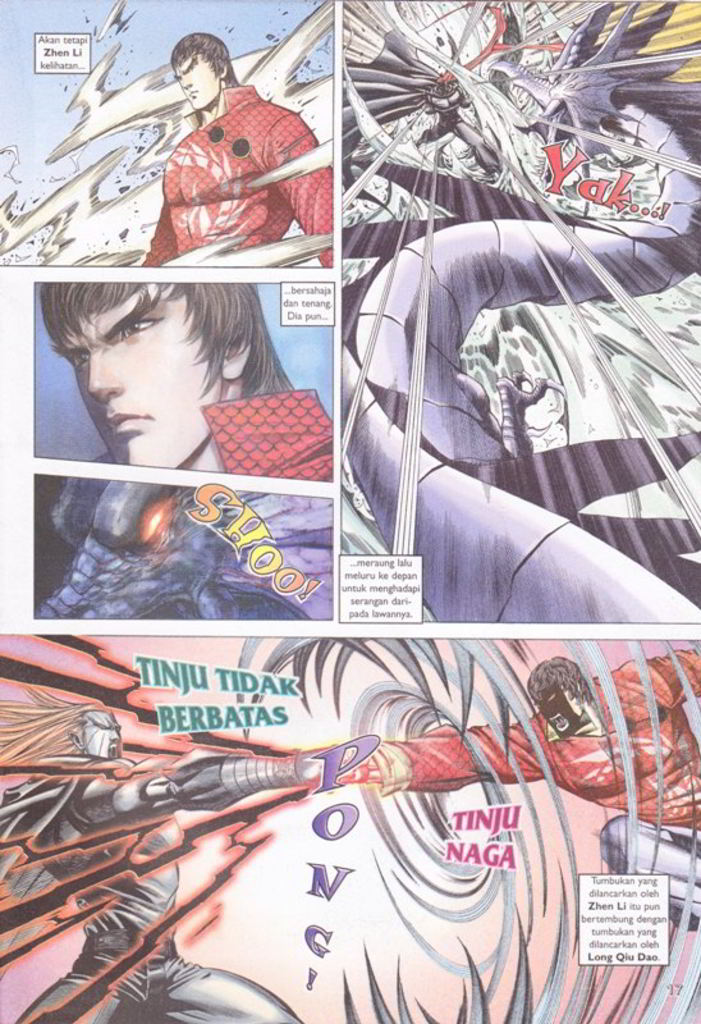 Akan tetapi
Zhen Li
kelihatan...
...bersahaja
dan tenang.
Dia pun...
SHOO!
Yak...!
...meraung lalu
meluru ke depan
untuk menghadapi
serangan dari-
pada lawannya.
TINJU TIDAK
BERBATAS
PONG!
TINJU
NAGA
Tumbukan yang
dilancarkan oleh
Zhen Li itu pun
bertembung dengan
tumbukan yang
dilancarkan oleh
Long Qiu Dao.
17